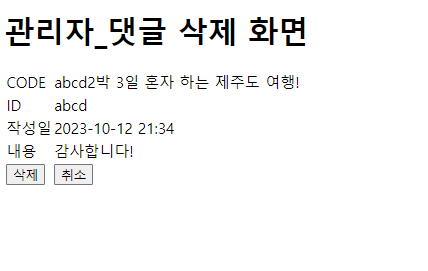 관리자_댓글 삭제 화면
CODE abcd2박 3일 혼자 하는 제주도 여행!
ID abcd
작성일 2023-10-12 21:34
내용 감사합니다!
삭제 취소